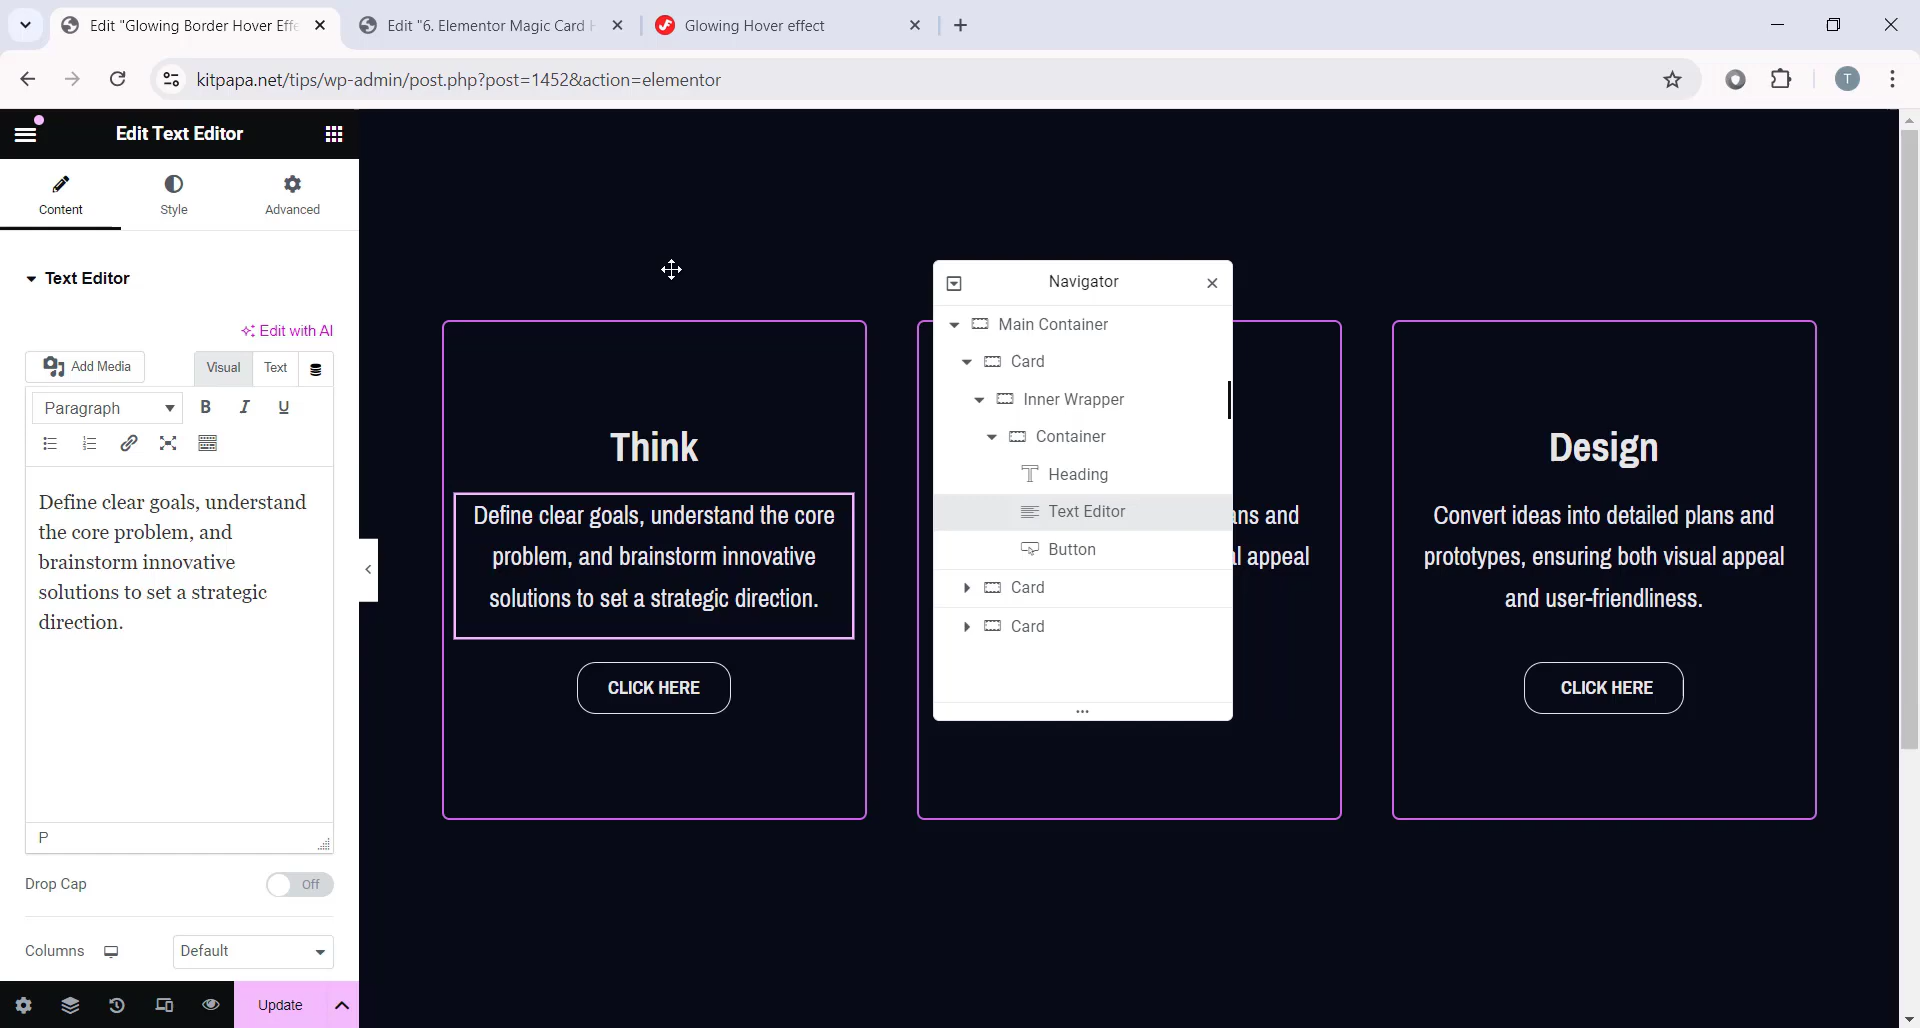 Edit "Glowing Border Hover Effe
Edit "6. Elementor Magic Card H
Glowing Hover effect
kitpapa.net/tips/wp-admin/post.php?post=1452&action=elementor
T
Edit Text Editor
Content
Style
Advanced
Text Editor
Edit with AI
Add Media
Visual
Text
Paragraph
B
I
U
Define clear goals, understand
the core problem, and
brainstorm innovative
solutions to set a strategic
direction.
P
Drop Cap
Off
Columns
Default
Update
Think
Define clear goals, understand the core
problem, and brainstorm innovative
solutions to set a strategic direction.
CLICK HERE
Navigator
Main Container
Card
Inner Wrapper
Container
Heading
Text Editor
Button
Card
Card
ans and
l appeal
Design
Convert ideas into detailed plans and
prototypes, ensuring both visual appeal
and user-friendliness.
CLICK HERE